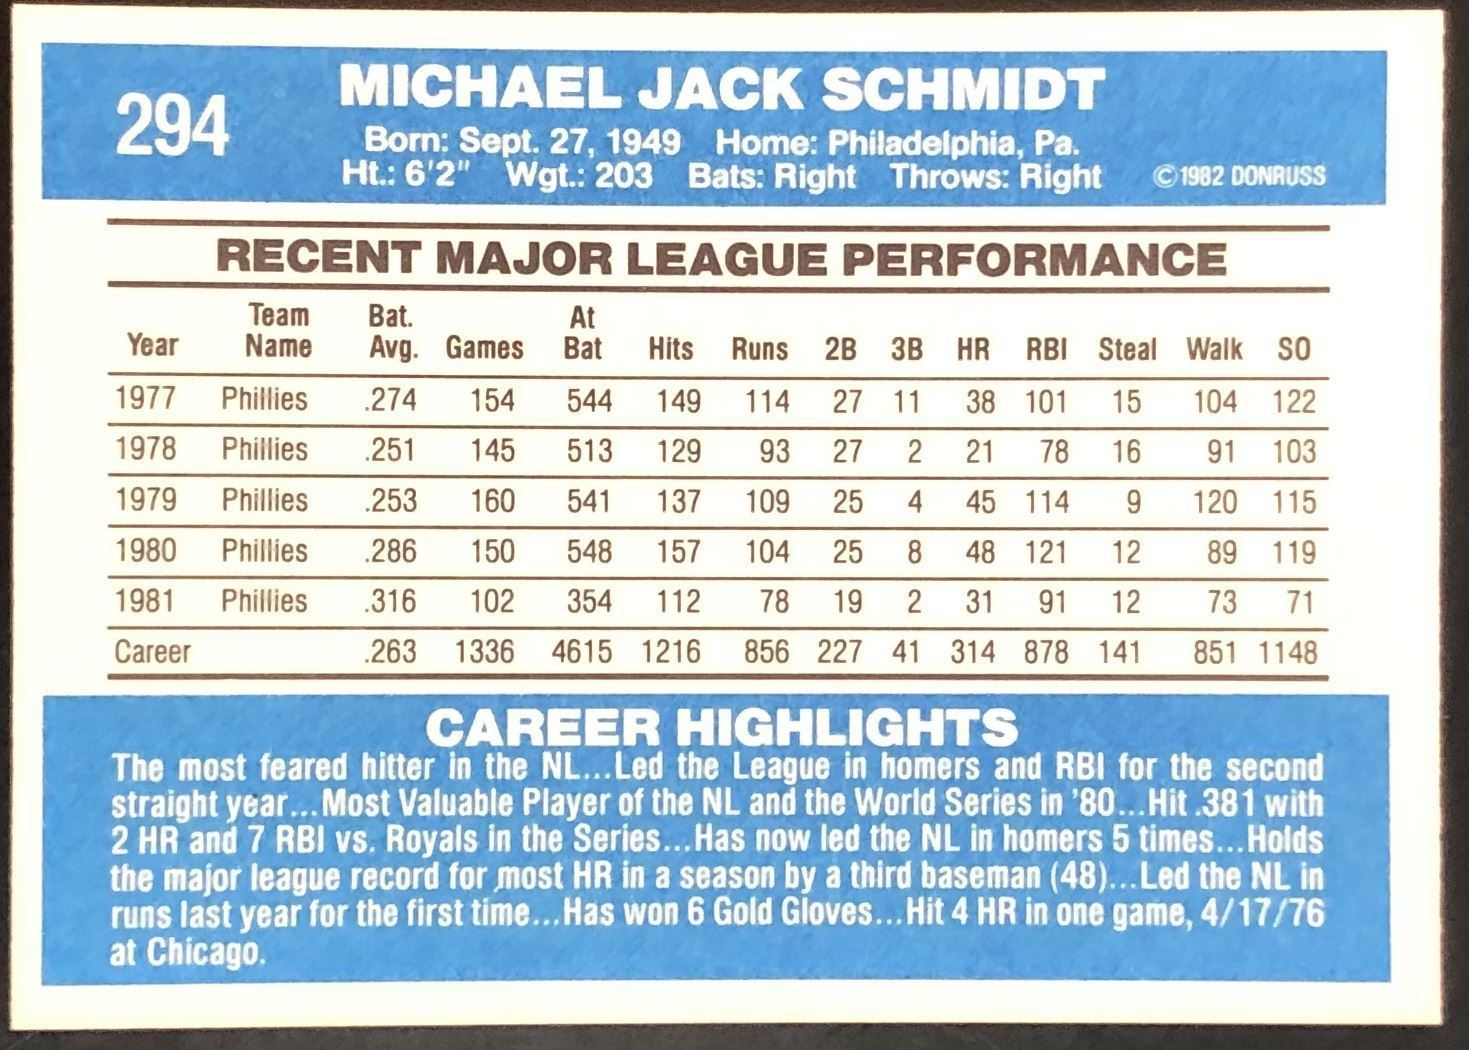 294
MICHAEL JACK SCHMIDT
Born: Sept. 27, 1949 Home: Philadelphia, Pa.
Ht.: 6'2" Wgt.: 203 Bats: Right Throws: Right ©1982 DONRUSS
RECENT MAJOR LEAGUE PERFORMANCE
Year Team Name Bat. Avg. Games At Bat Hits Runs 2B 3B HR RBI Steal Walk SO
1977 Phillies .274 154 544 149 114 27 11 38 101 15 104 122
1978 Phillies .251 145 513 129 93 27 2 21 78 16 91 103
1979 Phillies .253 160 541 137 109 25 4 45 114 9 120 115
1980 Phillies .286 150 548 157 104 25 8 48 121 12 89 119
1981 Phillies .316 102 354 112 78 19 2 31 91 12 73 71
Career .263 1336 4615 1216 856 227 41 314 878 141 851 1148
CAREER HIGHLIGHTS
The most feared hitter in the NL...Led the League in homers and RBI for the second
straight year...Most Valuable Player of the NL and the World Series in '80...Hit .381 with
2 HR and 7 RBI vs. Royals in the Series...Has now led the NL in homers 5 times...Holds
the major league record for most HR in a season by a third baseman (48)...Led the NL in
runs last year for the first time...Has won 6 Gold Gloves...Hit 4 HR in one game, 4/17/76
at Chicago.